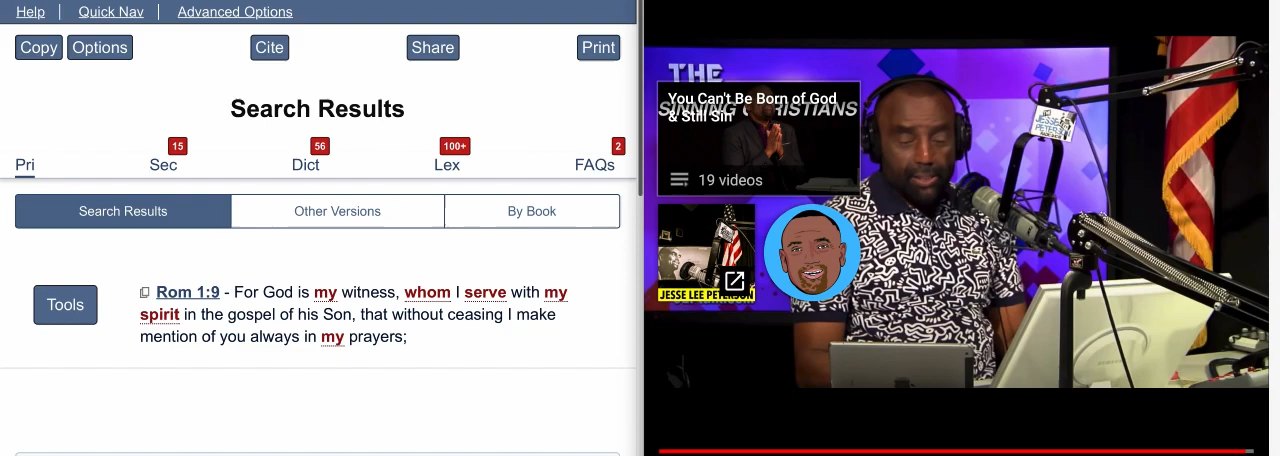 Help
Quick Nav
Advanced Options
Copy
Options
Cite
Share
Print
Search Results
15
56
100+
2
Pri
Sec
Dict
Lex
FAQs
Search Results
Other Versions
By Book
Tools
Rom 1:9 - For God is my witness, whom I serve with my
spirit in the gospel of his Son, that without ceasing I make
mention of you always in my prayers;
THE
You Can't Be Born of God
& Still Sin
19 videos
JESSE LEE PETERSON
JESSE